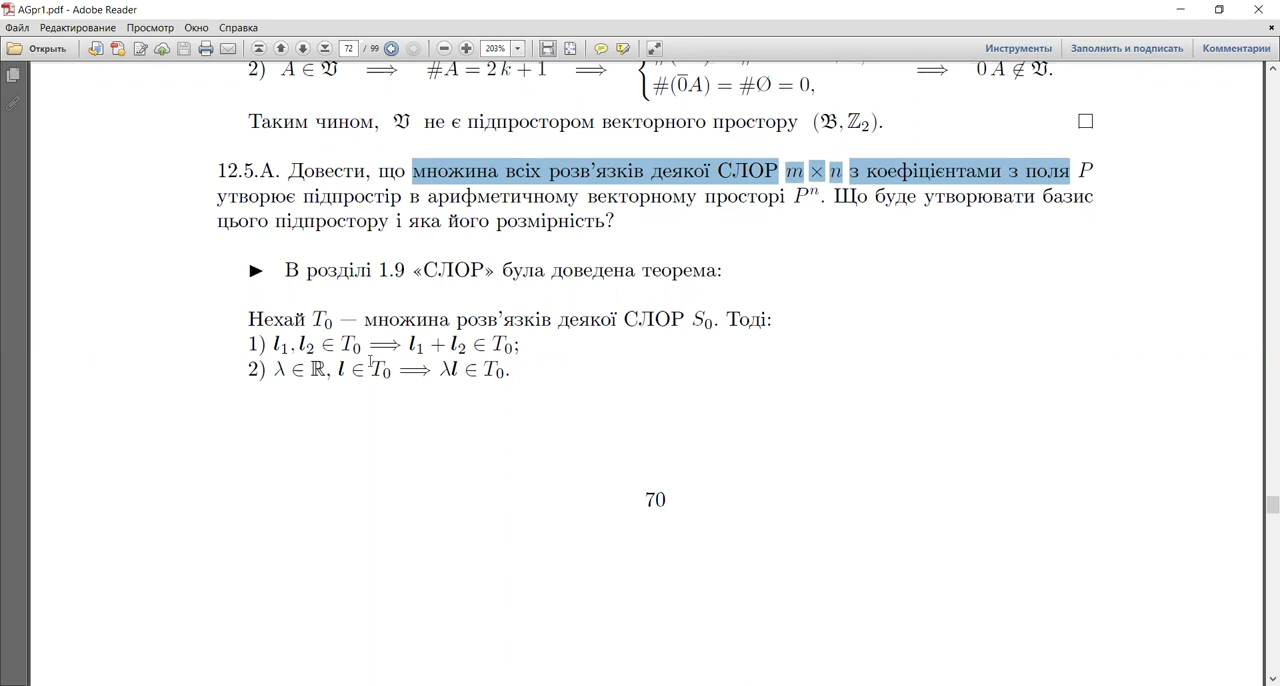 AGpr1.pdf - Adobe Reader
Файл Редактирование Просмотр Окно Справка
Открыть 72 / 99 203% Инструменты Заполнить и подписать Комментарии
2) A ∈ 𝔙 ⟹ #A = 2k + 1 ⟹ { #(0̄A) = #Ø = 0, ⟹ 0̄A ∉ 𝔙.
Таким чином, 𝔙 не є підпростором векторного простору (𝔅, ℤ₂). □
12.5.А. Довести, що множина всіх розв'язків деякої СЛОР m × n з коефіцієнтами з поля P
утворює підпростір в арифметичному векторному просторі Pⁿ. Що буде утворювати базис
цього підпростору і яка його розмірність?
► В розділі 1.9 «СЛОР» була доведена теорема:
Нехай T₀ — множина розв'язків деякої СЛОР S₀. Тоді:
1) l₁, l₂ ∈ T₀ ⟹ l₁ + l₂ ∈ T₀;
2) λ ∈ ℝ, l ∈ T₀ ⟹ λl ∈ T₀.
70